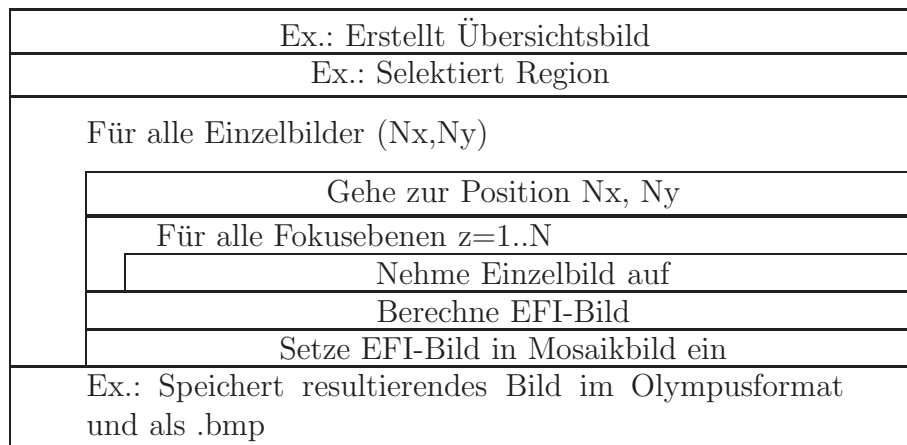 Ex.: Erstellt Übersichtsbild
Ex.: Selektiert Region
Für alle Einzelbilder (Nx,Ny)
Gehe zur Position Nx, Ny
Für alle Fokusebenen z=1..N
Nehme Einzelbild auf
Berechne EFI-Bild
Setze EFI-Bild in Mosaikbild ein
Ex.: Speichert resultierendes Bild im Olympusformat
und als .bmp